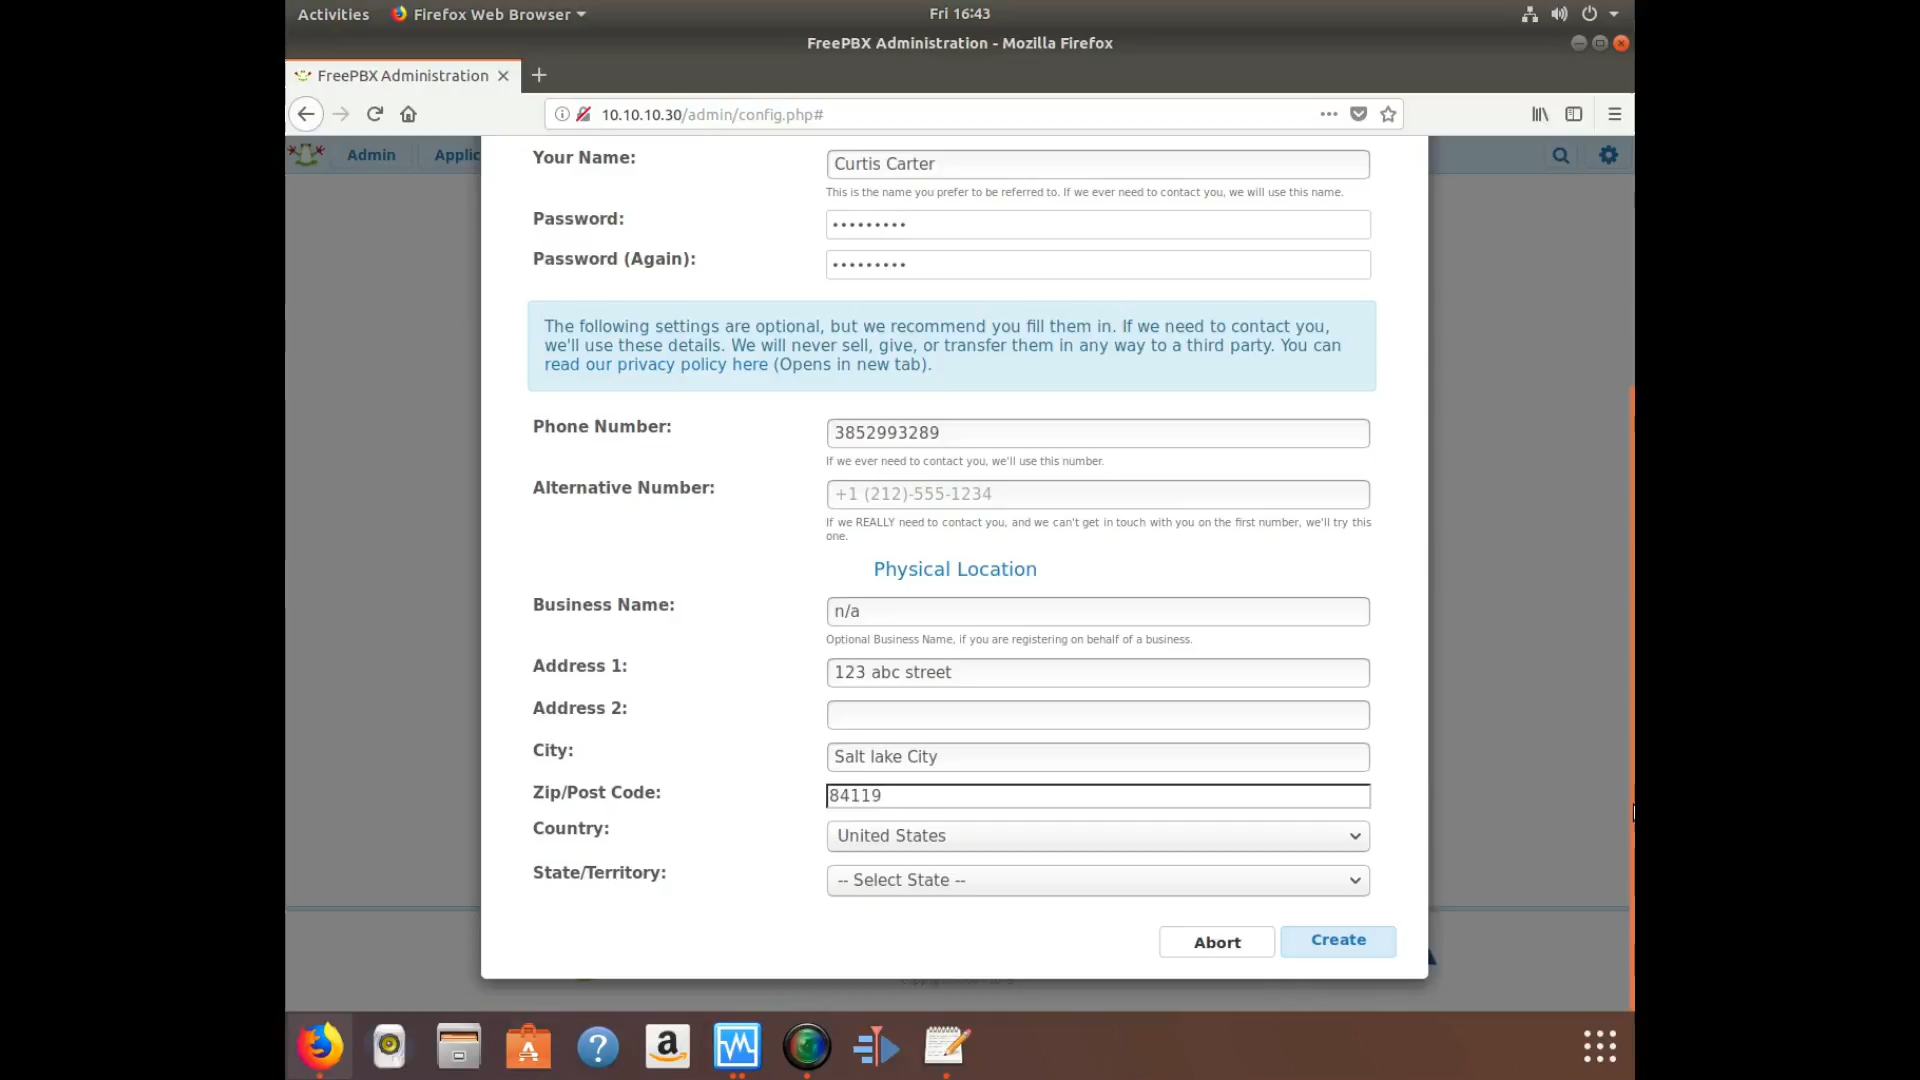 Activities Firefox Web Browser Fri 16:43
FreePBX Administration - Mozilla Firefox
FreePBX Administration
10.10.10.30/admin/config.php#
Admin Applic
Your Name: Curtis Carter
This is the name you prefer to be referred to. If we ever need to contact you, we will use this name.
Password: •••••••••
Password (Again): •••••••••
The following settings are optional, but we recommend you fill them in. If we need to contact you,
we'll use these details. We will never sell, give, or transfer them in any way to a third party. You can
read our privacy policy here (Opens in new tab).
Phone Number: 3852993289
If we ever need to contact you, we'll use this number.
Alternative Number: +1 (212)-555-1234
If we REALLY need to contact you, and we can't get in touch with you on the first number, we'll try this
one.
Physical Location
Business Name: n/a
Optional Business Name, if you are registering on behalf of a business.
Address 1: 123 abc street
Address 2:
City: Salt lake City
Zip/Post Code: 84119
Country: United States
State/Territory: -- Select State --
Abort Create